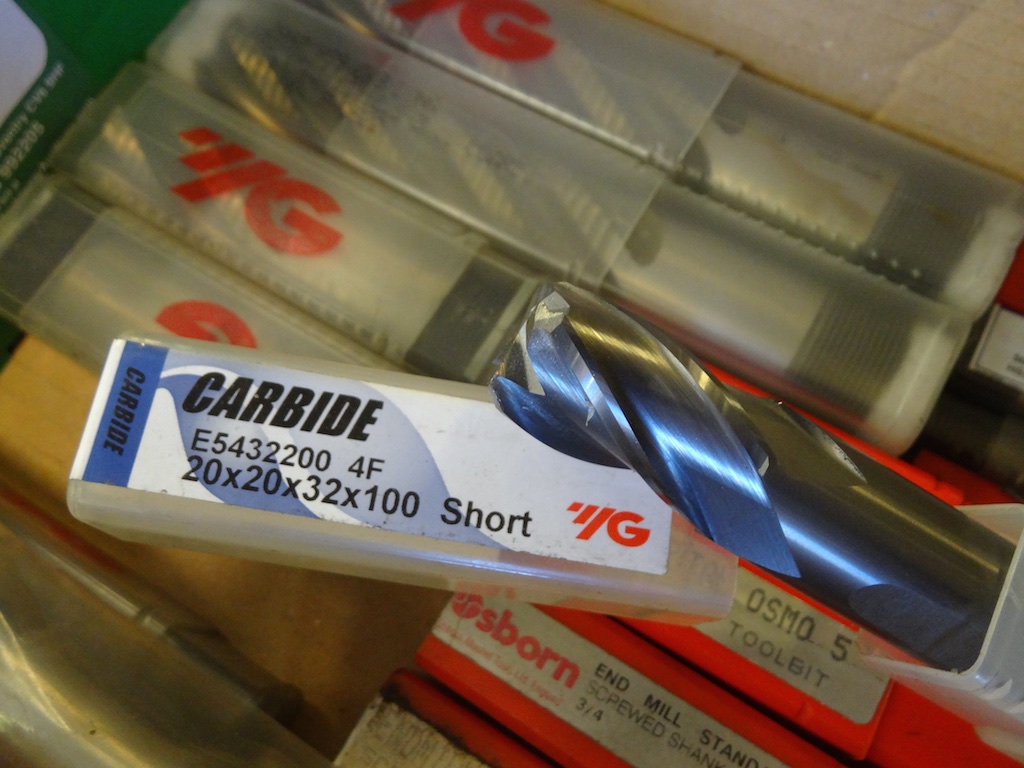 YG
YG
CARBIDE
CARBIDE
E5432200 4F
20x20x32x100 Short
YG
Osborn
END MILL STAND
SCREWED SHANK
3/4
OSMO 5
TOOLBIT